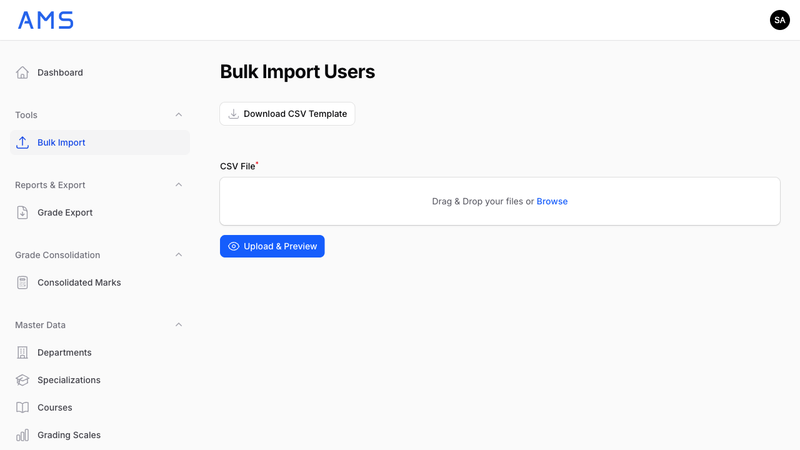 AMS
SA
Dashboard
Tools
Bulk Import
Reports & Export
Grade Export
Grade Consolidation
Consolidated Marks
Master Data
Departments
Specializations
Courses
Grading Scales
Bulk Import Users
Download CSV Template
CSV File*
Drag & Drop your files or Browse
Upload & Preview